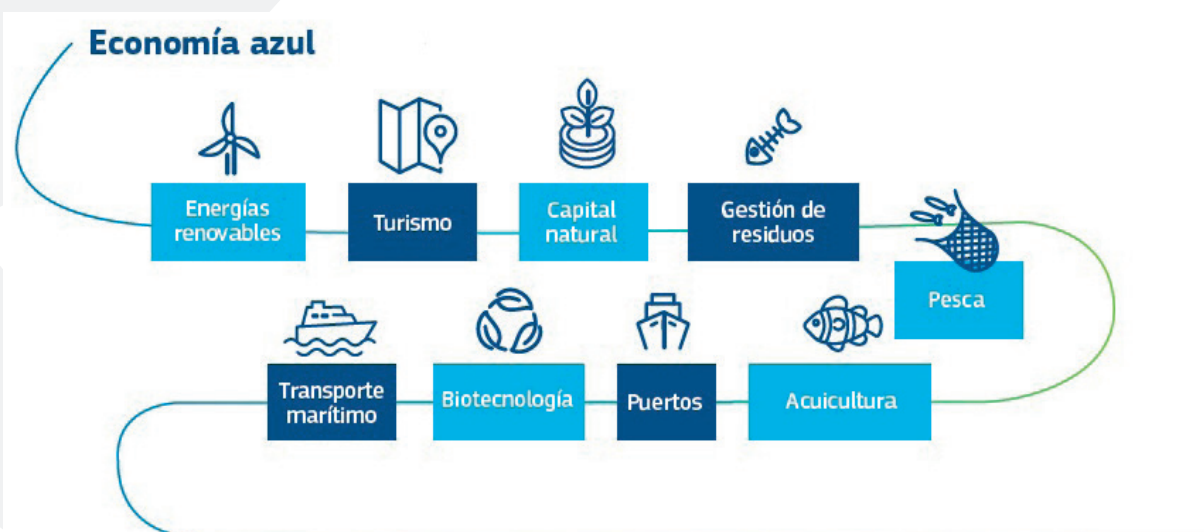 Economía azul
Energías
renovables
Turismo
Capital
natural
Gestión de
residuos
Pesca
Acuicultura
Puertos
Biotecnología
Transporte
marítimo